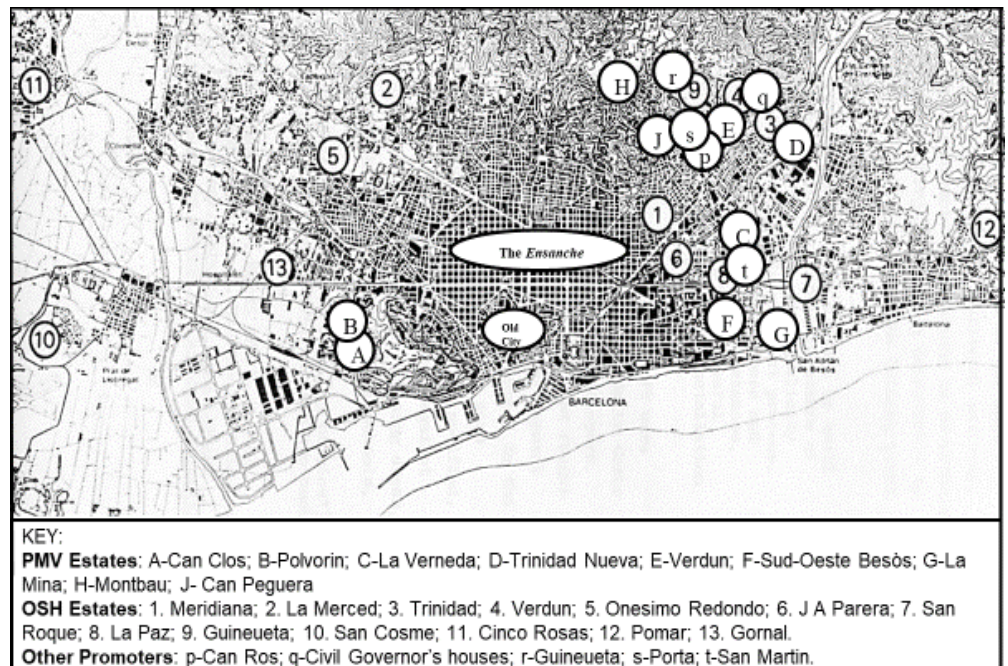 11
2
H
r
9
4
q
3
E
s
J
p
D
5
1
12
C
The Ensanche
6
13
8
t
7
B
Old
City
F
G
10
A
Barcelona
San Adrian
de Besòs
BARCELONA
KEY:
PMV Estates: A-Can Clos; B-Polvorin; C-La Verneda; D-Trinidad Nueva; E-Verdun; F-Sud-Oeste Besòs; G-La
Mina; H-Montbau; J- Can Peguera
OSH Estates: 1. Meridiana; 2. La Merced; 3. Trinidad; 4. Verdun; 5. Onesimo Redondo; 6. J A Parera; 7. San
Roque; 8. La Paz; 9. Guineueta; 10. San Cosme; 11. Cinco Rosas; 12. Pomar; 13. Gornal.
Other Promoters: p-Can Ros; q-Civil Governor's houses; r-Guineueta; s-Porta; t-San Martin.